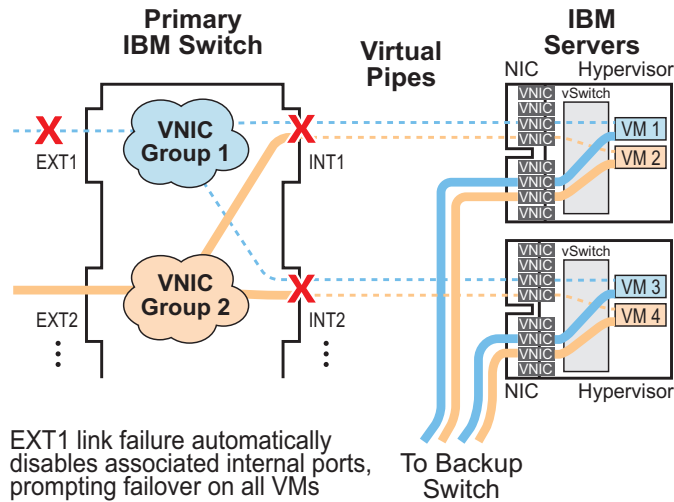 Primary
IBM Switch
Virtual
Pipes
IBM
Servers
NIC
Hypervisor
EXT1
VNIC
Group 1
INT1
VNIC
VNIC
VNIC
VNIC
VNIC
VNIC
VNIC
VNIC
vSwitch
VM 1
VM 2
EXT2
VNIC
Group 2
INT2
VNIC
VNIC
VNIC
VNIC
VNIC
VNIC
VNIC
VNIC
vSwitch
VM 3
VM 4
NIC
Hypervisor
EXT1 link failure automatically
disables associated internal ports,
prompting failover on all VMs
To Backup
Switch